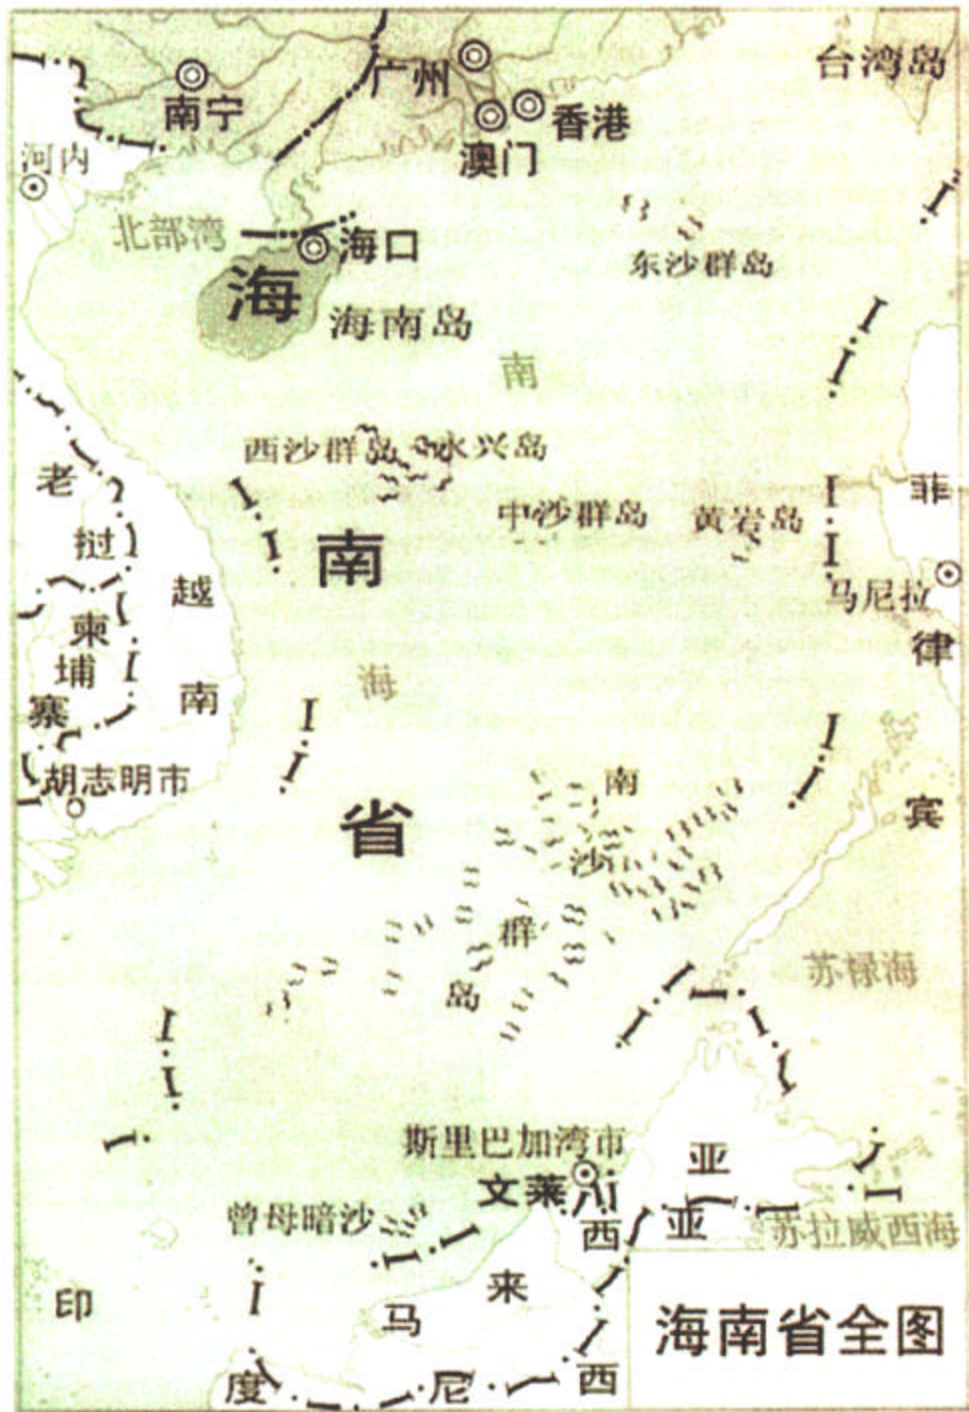 台湾岛
广州
南宁
香港
澳门
河内
北部湾
海口
东沙群岛
海南岛
南海
西沙群岛
永兴岛
中沙群岛
黄岩岛
海南省
老挝
越南
柬埔寨
胡志明市
菲律宾
马尼拉
南沙群岛
苏禄海
斯里巴加湾市
文莱
曾母暗沙
马来西亚
苏拉威西海
印度尼西亚
海南省全图